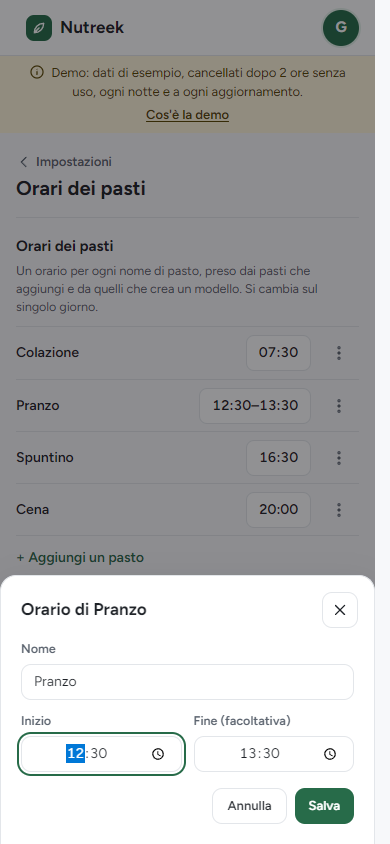 Nutreek
G
Demo: dati di esempio, cancellati dopo 2 ore senza
uso, ogni notte e a ogni aggiornamento.
Cos'è la demo
Impostazioni
Orari dei pasti
Orari dei pasti
Un orario per ogni nome di pasto, preso dai pasti che
aggiungi e da quelli che crea un modello. Si cambia sul
singolo giorno.
Colazione 07:30
Pranzo 12:30–13:30
Spuntino 16:30
Cena 20:00
+ Aggiungi un pasto
Orario di Pranzo
Nome
Pranzo
Inizio Fine (facoltativa)
12:30 13:30
Annulla Salva